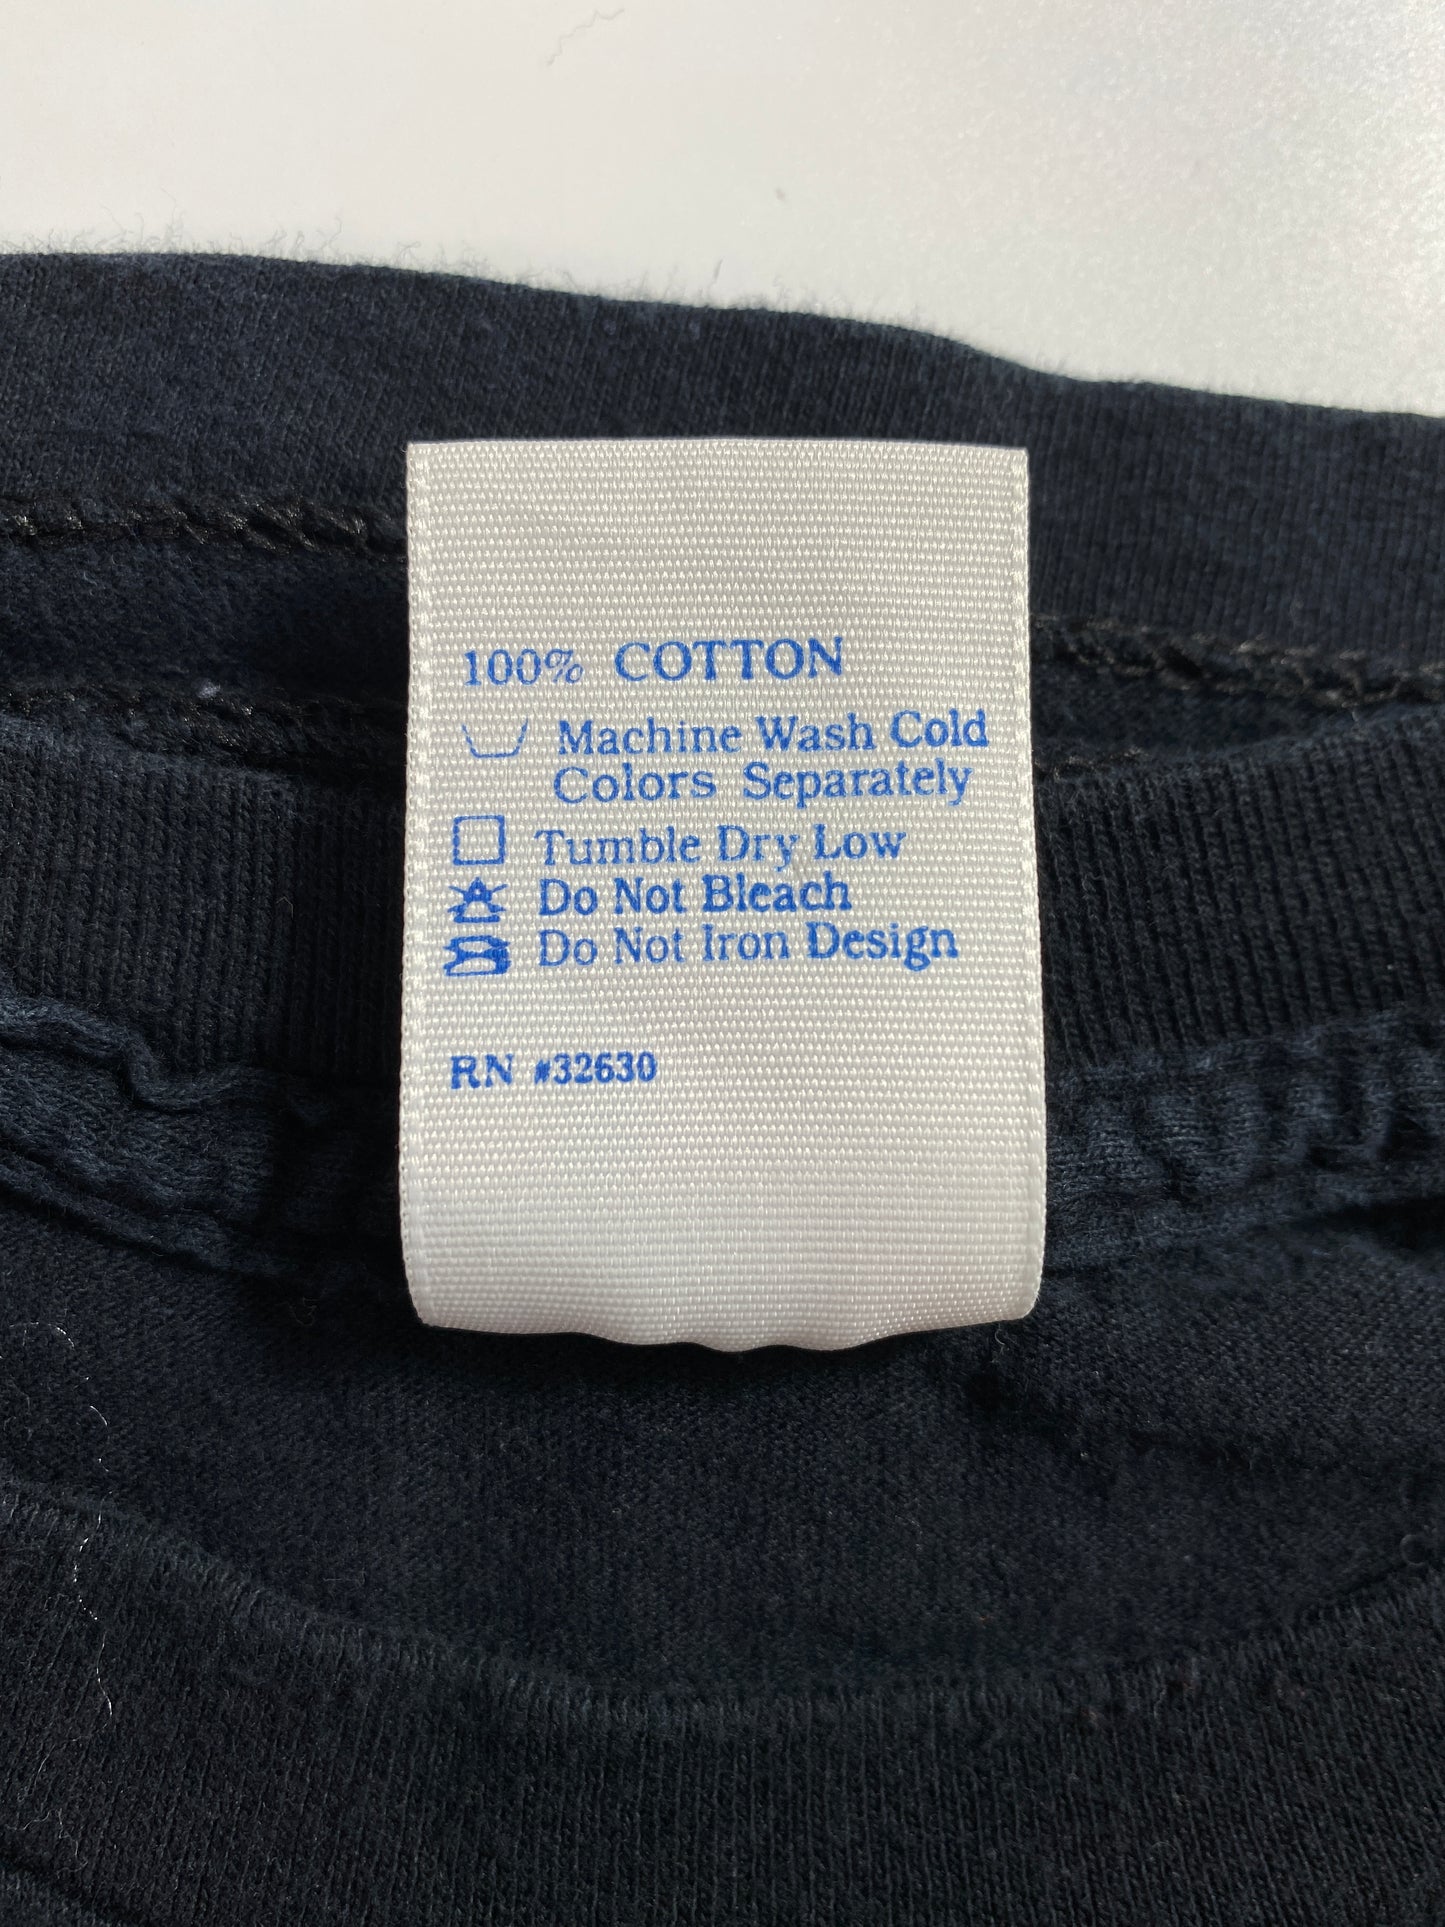 100% COTTON
Machine Wash Cold
Colors Separately
Tumble Dry Low
Do Not Bleach
Do Not Iron Design
RN #32630